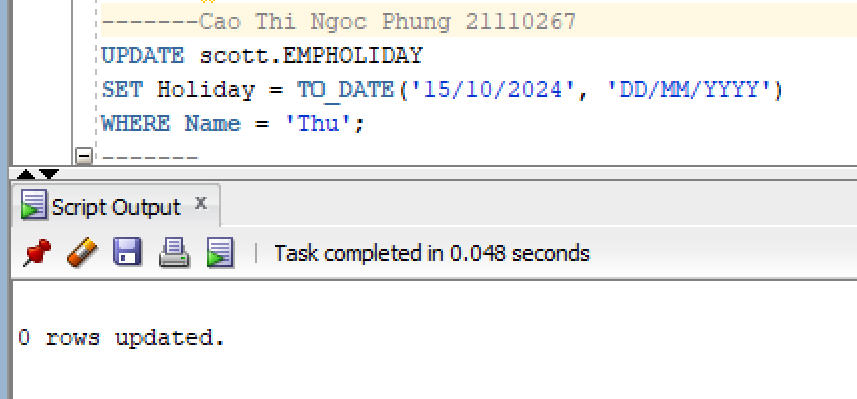 -------Cao Thi Ngoc Phung 21110267
UPDATE scott.EMPHOLIDAY
SET Holiday = TO_DATE('15/10/2024', 'DD/MM/YYYY')
WHERE Name = 'Thu';
-------
Script Output x
Task completed in 0.048 seconds
0 rows updated.